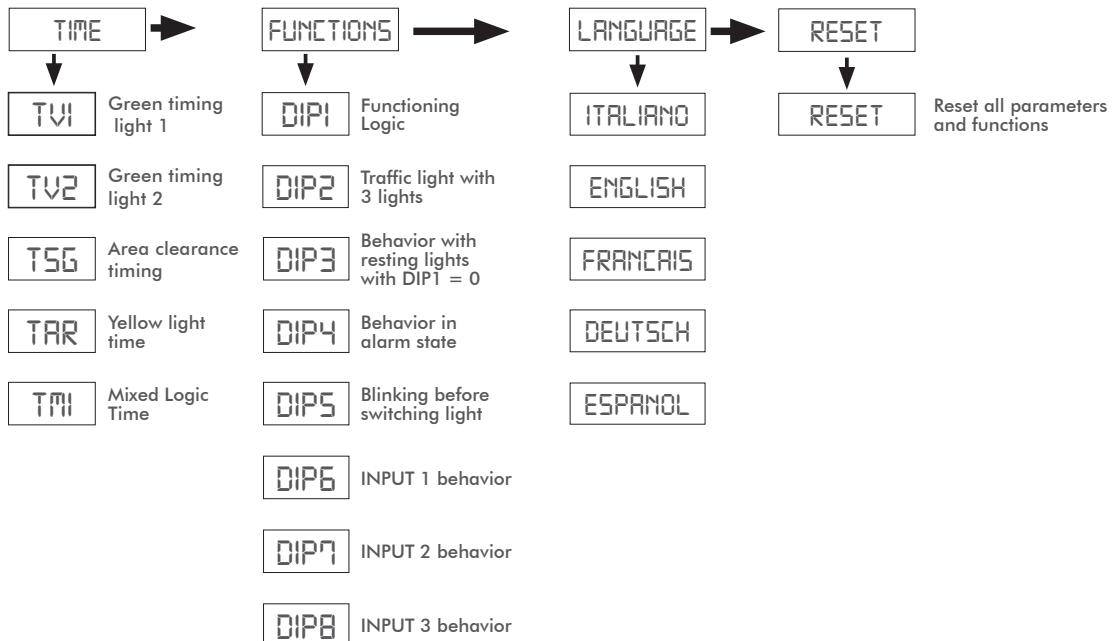 TIME
FUNCTIONS
LANGUAGE
RESET
TV1
Green timing
light 1
TV2
Green timing
light 2
TSG
Area clearance
timing
TAR
Yellow light
time
TMI
Mixed Logic
Time
DIP1
Functioning
Logic
DIP2
Traffic light with
3 lights
DIP3
Behavior with
resting lights
with DIP1 = 0
DIP4
Behavior in
alarm state
DIP5
Blinking before
switching light
DIP6
INPUT 1 behavior
DIP7
INPUT 2 behavior
DIP8
INPUT 3 behavior
ITALIANO
ENGLISH
FRANCAIS
DEUTSCH
ESPANOL
RESET
Reset all parameters
and functions